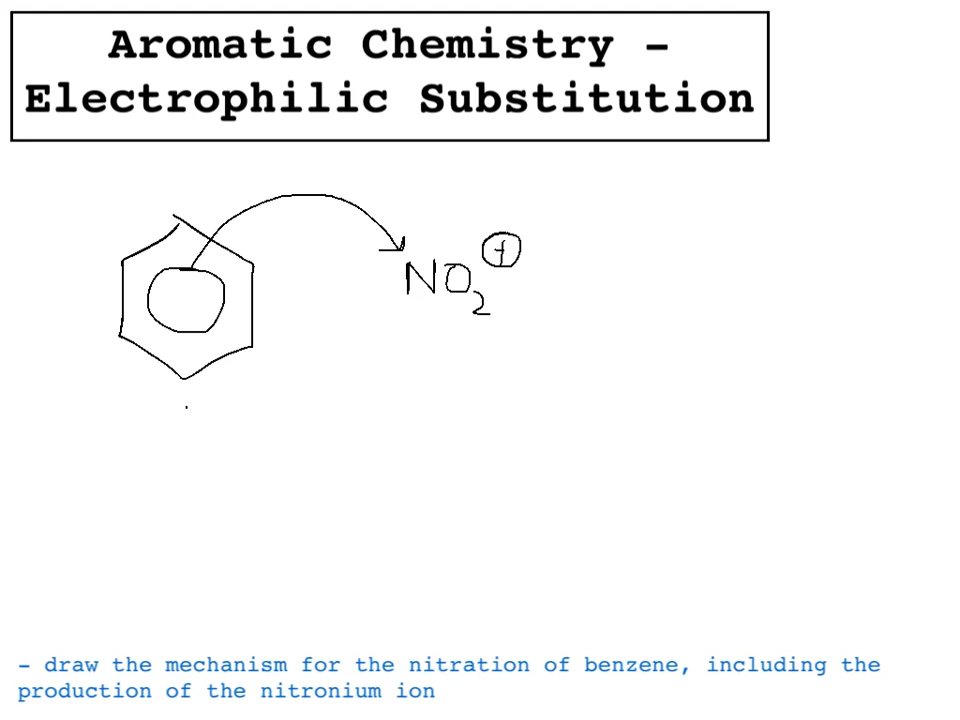 Aromatic Chemistry –
Electrophilic Substitution
NO₂⁺
– draw the mechanism for the nitration of benzene, including the
production of the nitronium ion